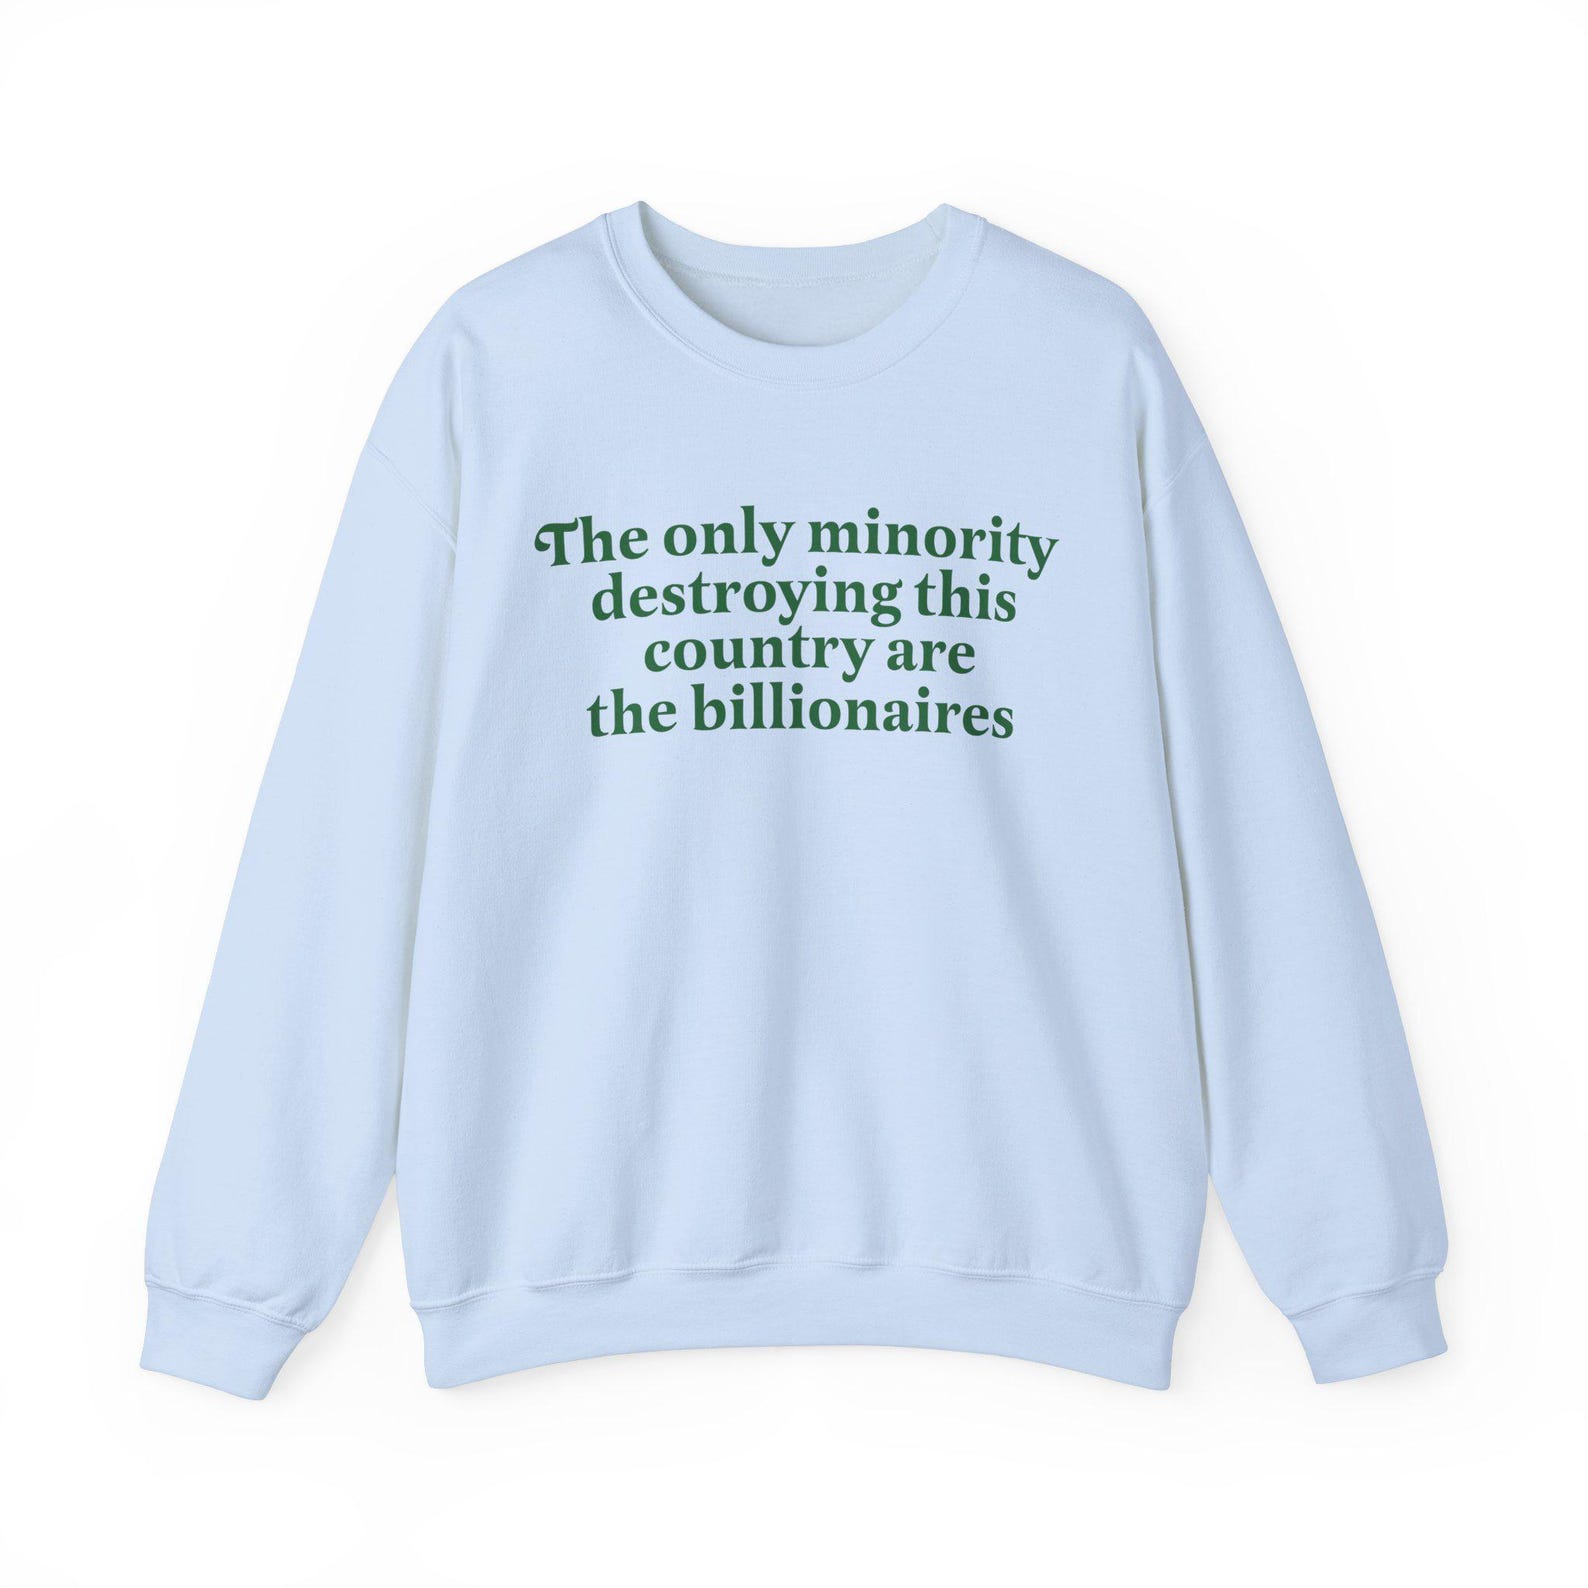 The only minority
destroying this
country are
the billionaires